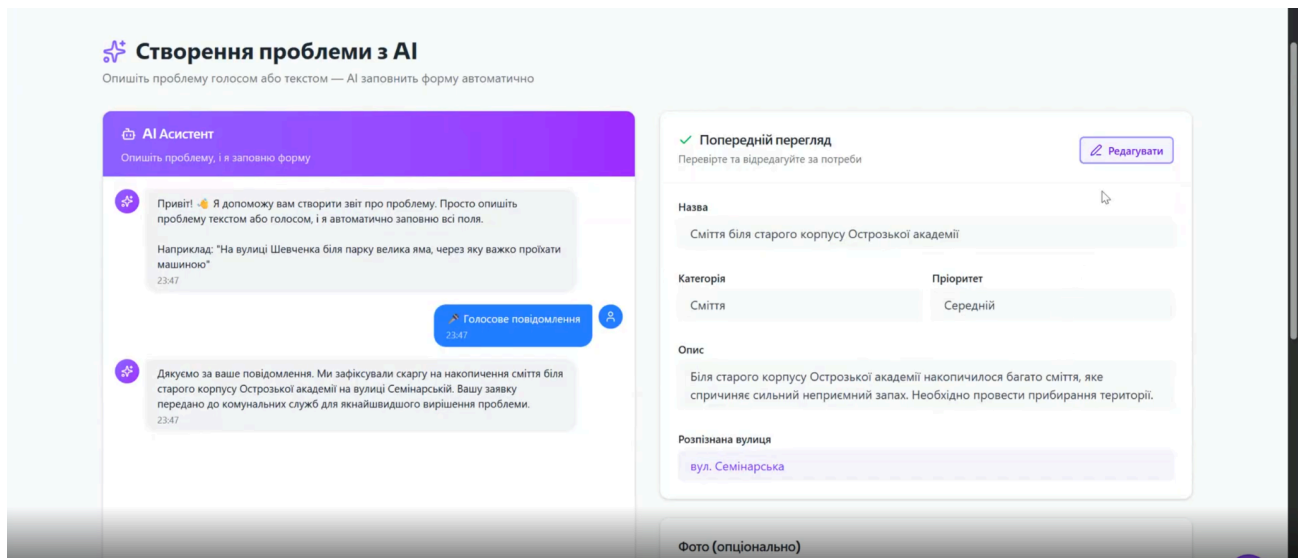 Створення проблеми з AI
Опишіть проблему голосом або текстом — AI заповнить форму автоматично
AI Асистент
Опишіть проблему, і я заповню форму
Привіт! 👋 Я допоможу вам створити звіт про проблему. Просто опишіть
проблему текстом або голосом, і я автоматично заповню всі поля.
Наприклад: "На вулиці Шевченка біля парку велика яма, через яку важко проїхати
машиною"
23:47
🎤 Голосове повідомлення
23:47
Дякуємо за ваше повідомлення. Ми зафіксували скаргу на накопичення сміття біля
старого корпусу Острозької академії на вулиці Семінарській. Вашу заявку
передано до комунальних служб для якнайшвидшого вирішення проблеми.
23:47
Попередній перегляд
Перевірте та відредагуйте за потреби
Редагувати
Назва
Сміття біля старого корпусу Острозької академії
Категорія
Пріоритет
Сміття
Середній
Опис
Біля старого корпусу Острозької академії накопичилося багато сміття, яке
спричиняє сильний неприємний запах. Необхідно провести прибирання території.
Розпізнана вулиця
вул. Семінарська
Фото (опціонально)